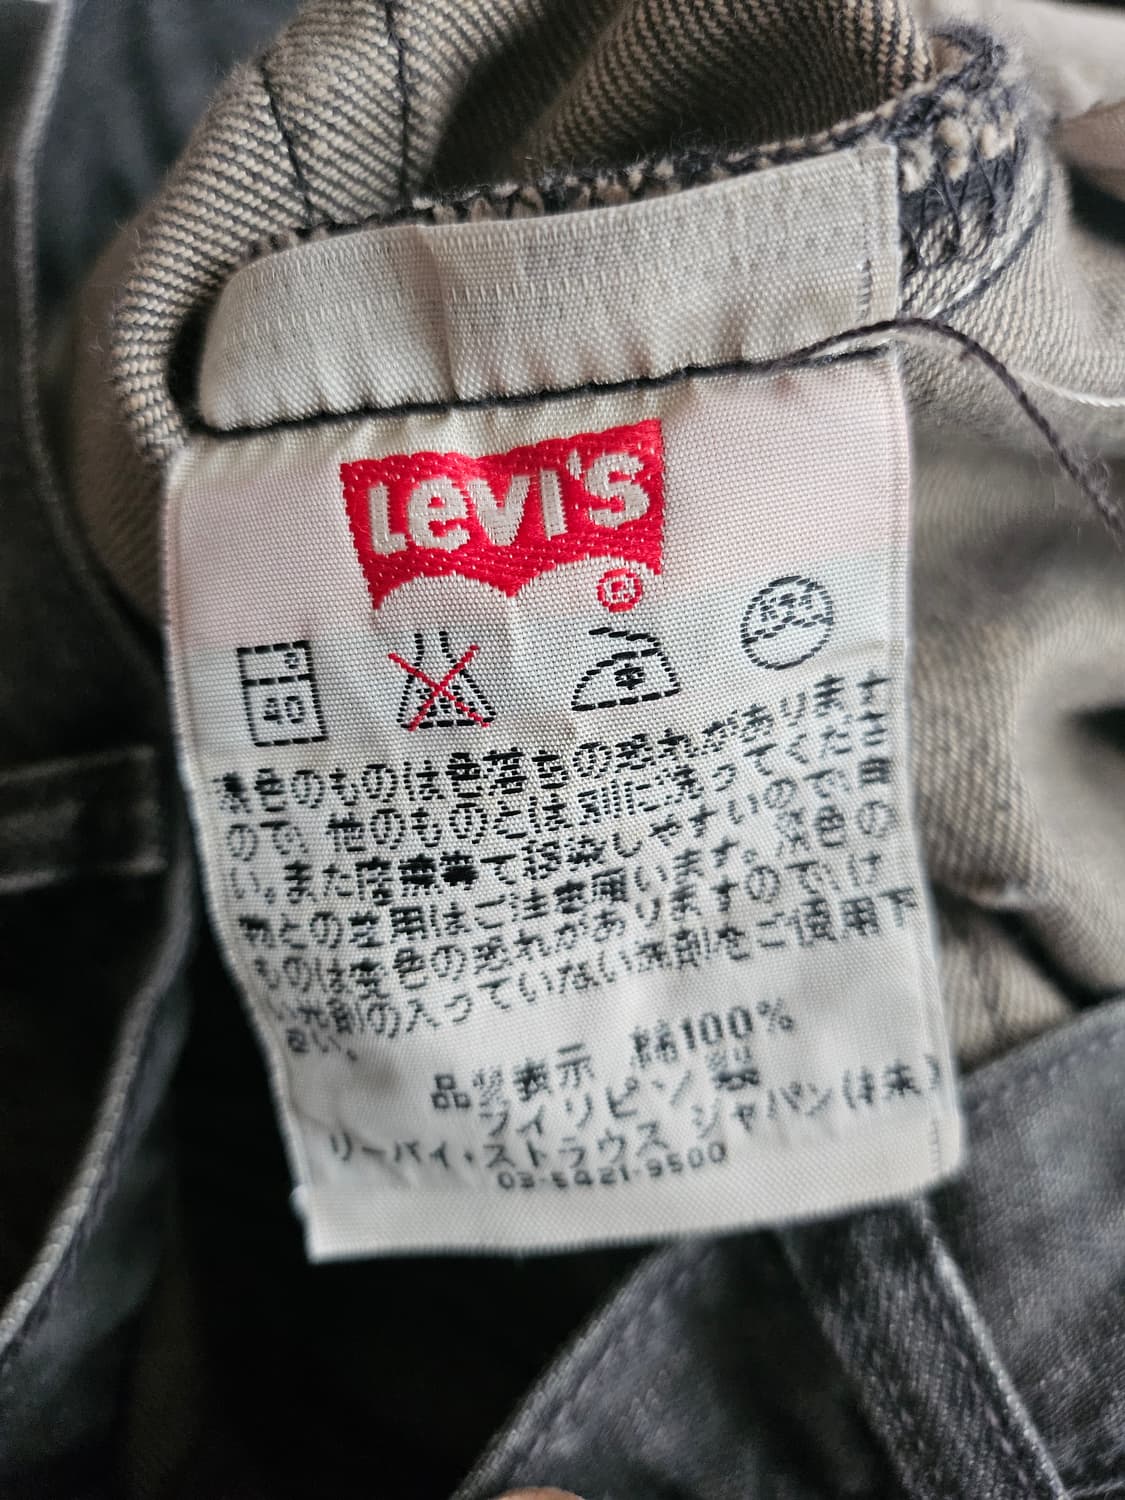 Levi's
®
40
濃色のものは色落ちの恐れがあります
ので、他のものとは別に洗ってくださ
い。また摩擦等で移染しやすいので、淡色の
物との着用はご注意願います。淡色の
ものは変色の恐れがありますので、け
い光剤の入っていない洗剤をご使用下
さい。
品質表示 綿100%
フィリピン製
リーバイ・ストラウス ジャパン(株)
03-5421-9500